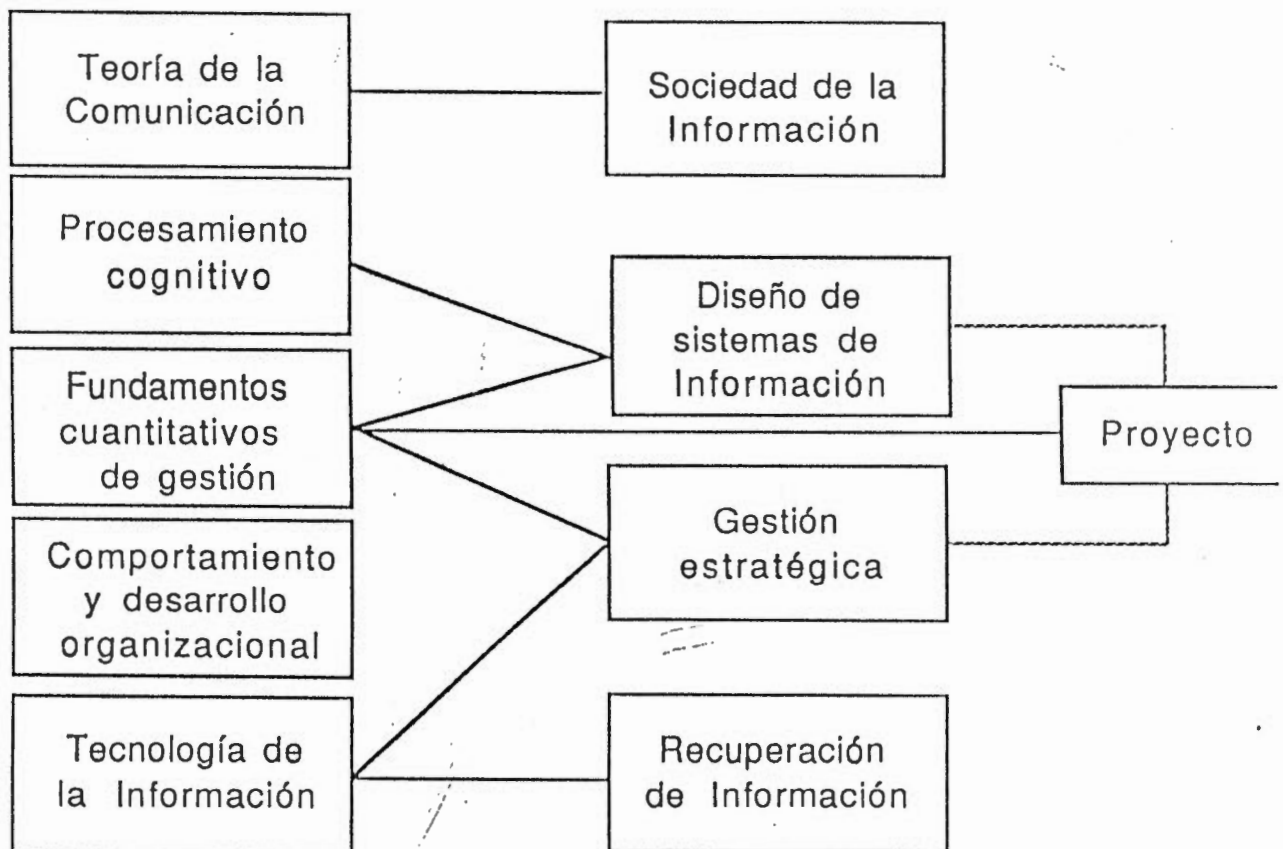 Teoría de la
Comunicación
Sociedad de la
Información
Procesamiento
cognitivo
Diseño de
sistemas de
Información
Fundamentos
cuantitativos
de gestión
Proyecto
Gestión
estratégica
Comportamiento
y desarrollo
organizacional
Tecnología de
la Información
Recuperación
de Información